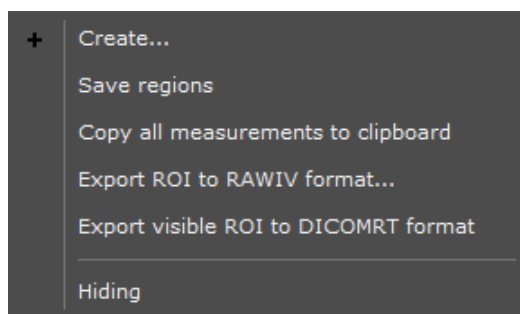 Create...
Save regions
Copy all measurements to clipboard
Export ROI to RAWIV format...
Export visible ROI to DICOMRT format
Hiding